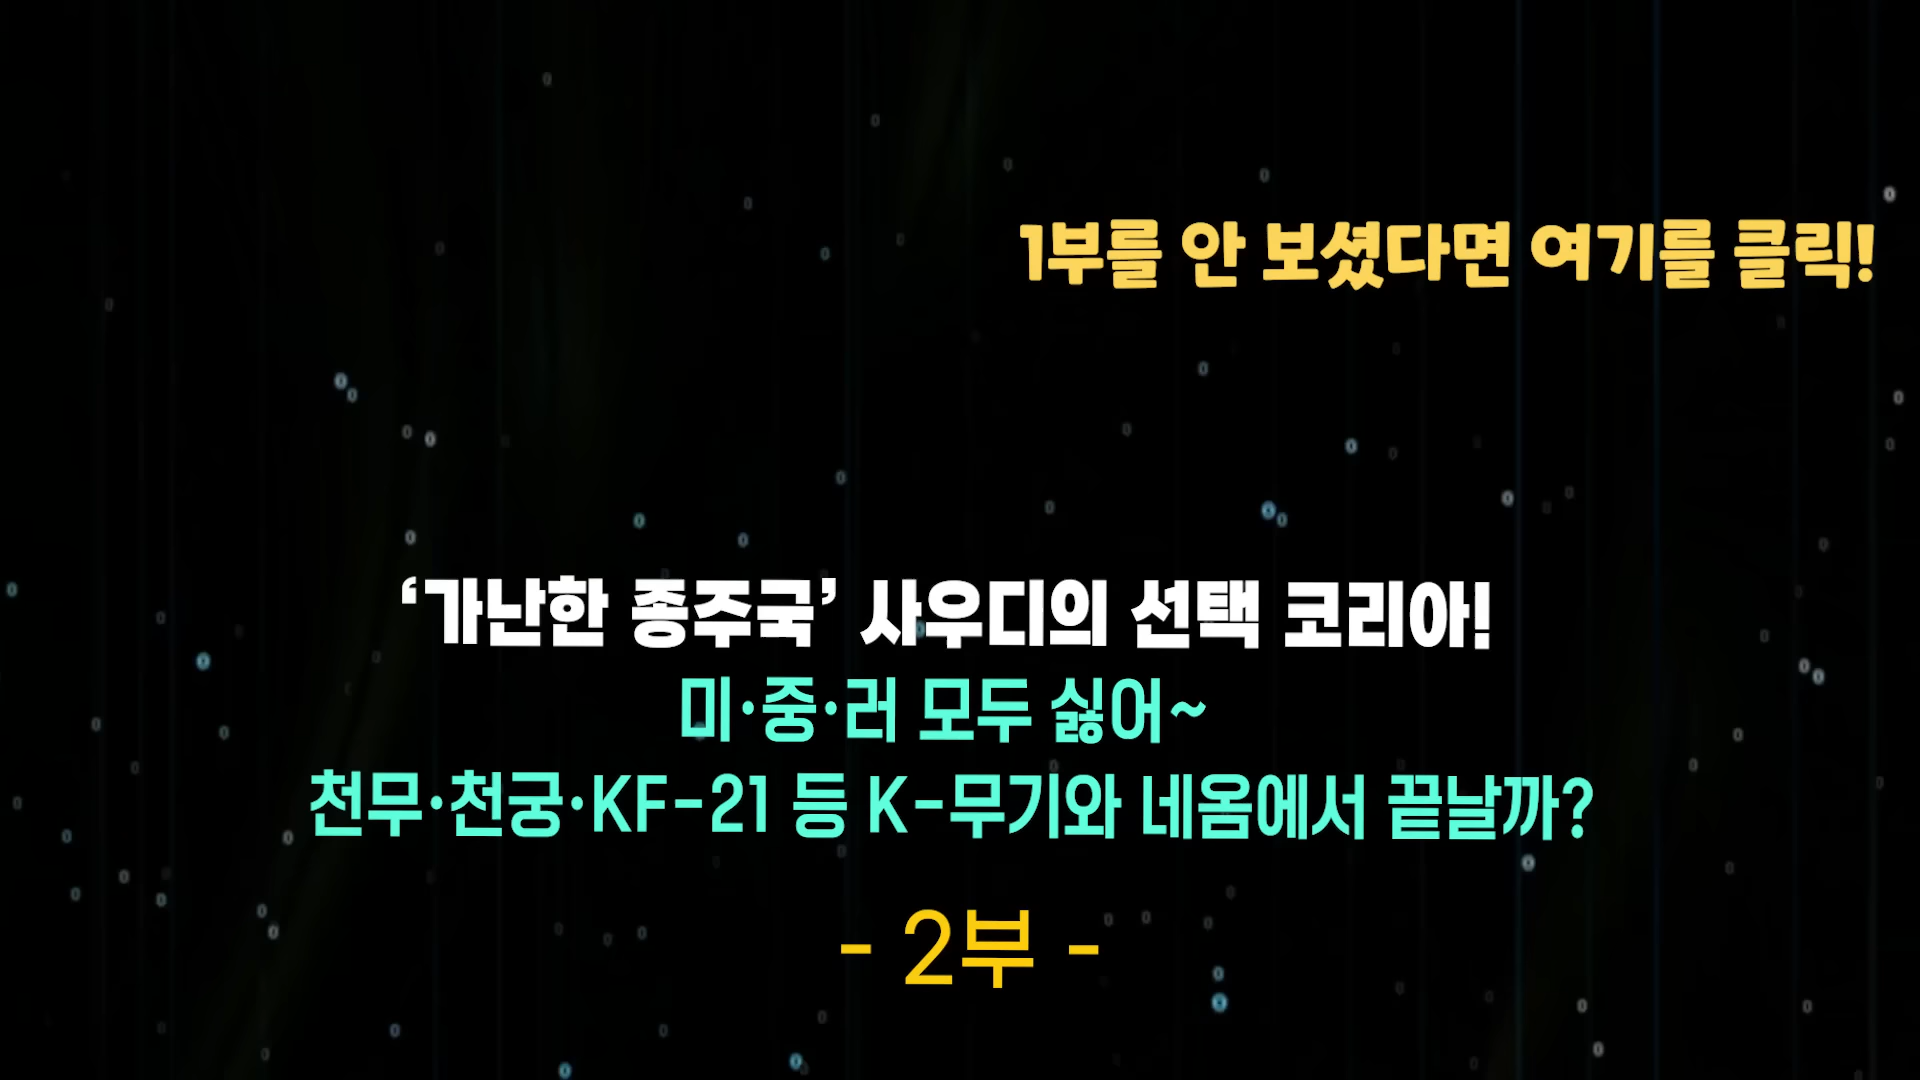 1부를 안 보셨다면 여기를 클릭!
‘가난한 종주국’ 사우디의 선택 코리아!
미·중·러 모두 싫어~
천무·천궁·KF-21 등 K-무기와 네옴에서 끝날까?
- 2부 -